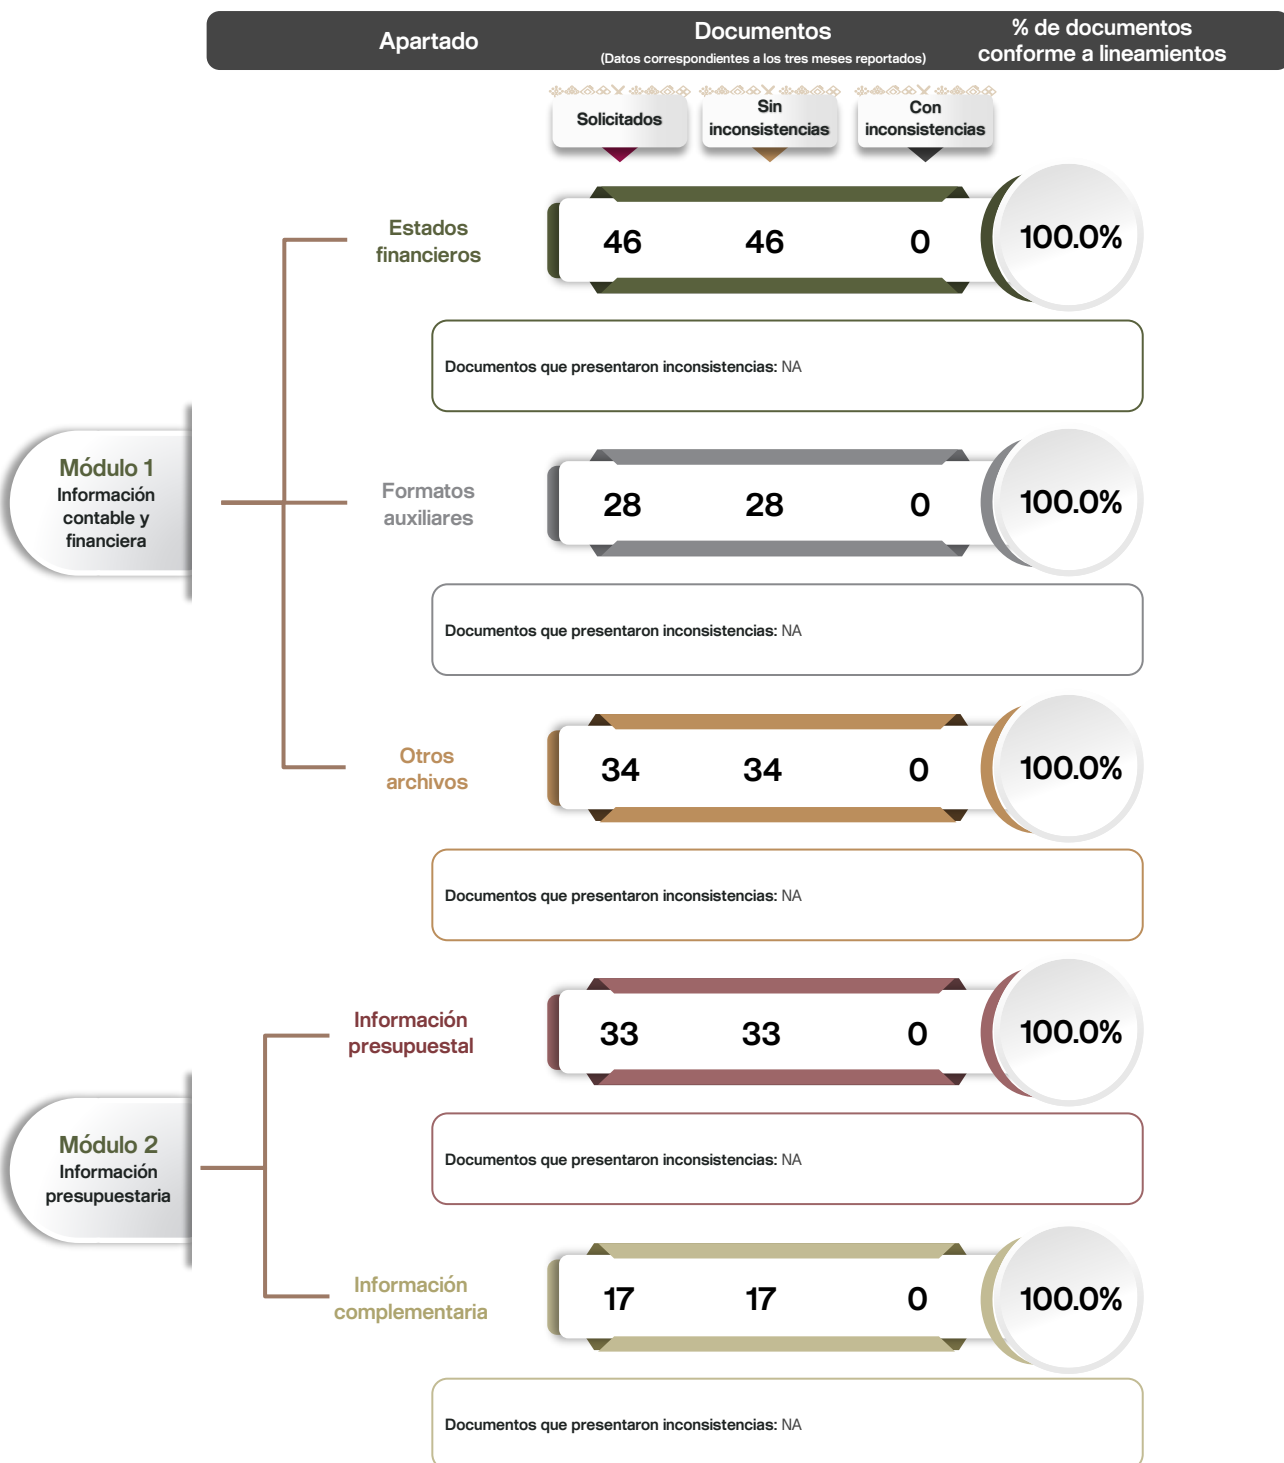 Apartado
Documentos
(Datos correspondientes a los tres meses reportados)
% de documentos
conforme a lineamientos
Solicitados
Sin
inconsistencias
Con
inconsistencias
Módulo 1
Información
contable y
financiera
Estados
financieros
46 46 0 100.0%
Documentos que presentaron inconsistencias: NA
Formatos
auxiliares
28 28 0 100.0%
Documentos que presentaron inconsistencias: NA
Otros
archivos
34 34 0 100.0%
Documentos que presentaron inconsistencias: NA
Módulo 2
Información
presupuestaria
Información
presupuestal
33 33 0 100.0%
Documentos que presentaron inconsistencias: NA
Información
complementaria
17 17 0 100.0%
Documentos que presentaron inconsistencias: NA